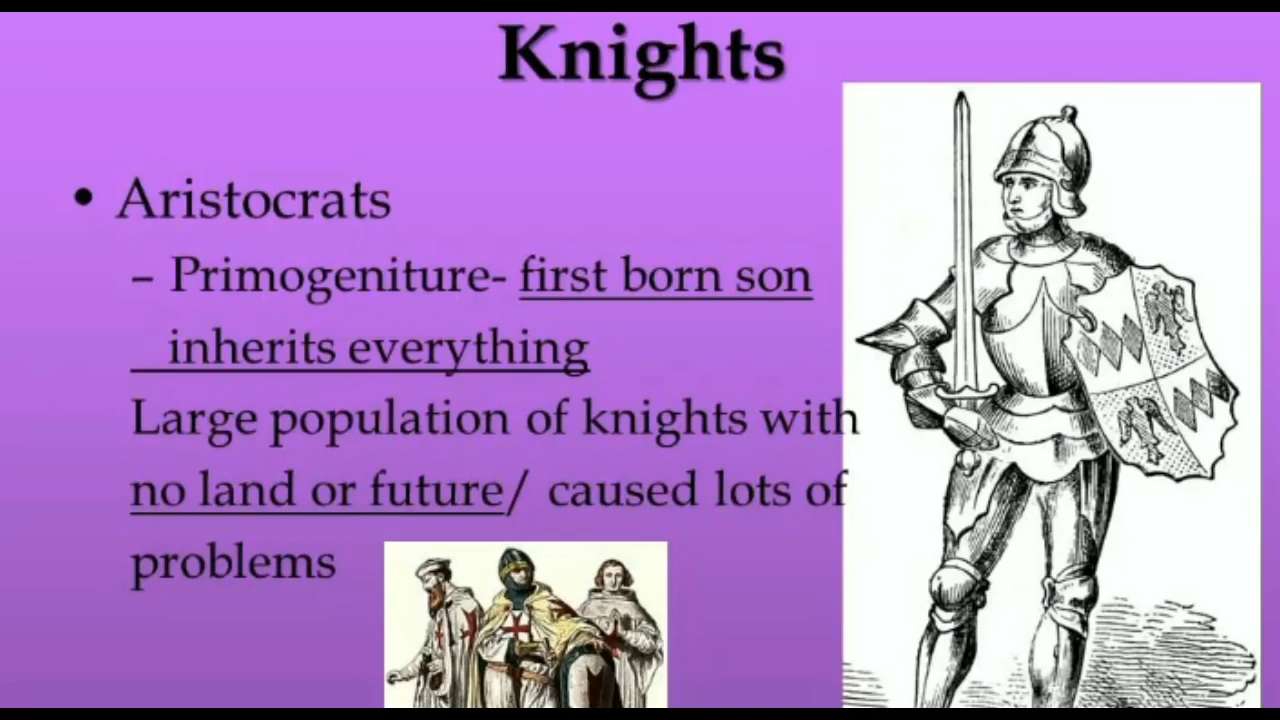 Knights
• Aristocrats
– Primogeniture- first born son
inherits everything
Large population of knights with
no land or future/ caused lots of
problems